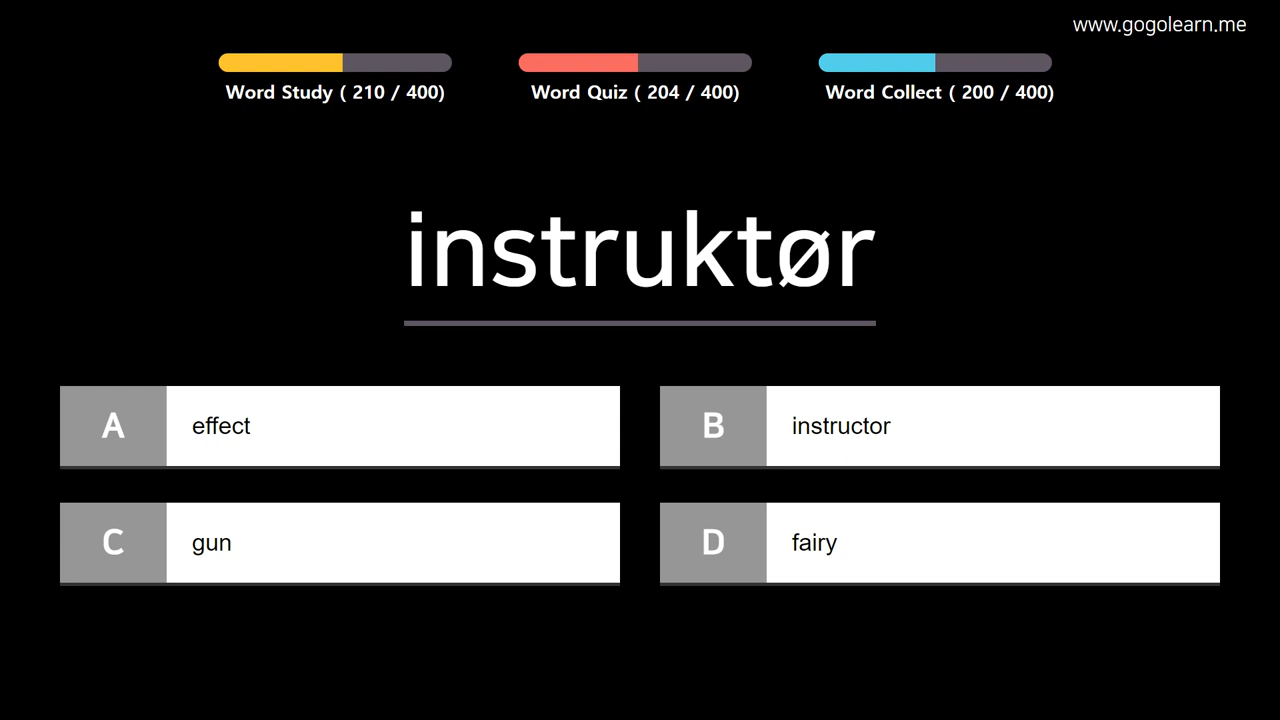 www.gogolearn.me
Word Study ( 210 / 400)
Word Quiz ( 204 / 400)
Word Collect ( 200 / 400)
instruktør
A effect
B instructor
C gun
D fairy